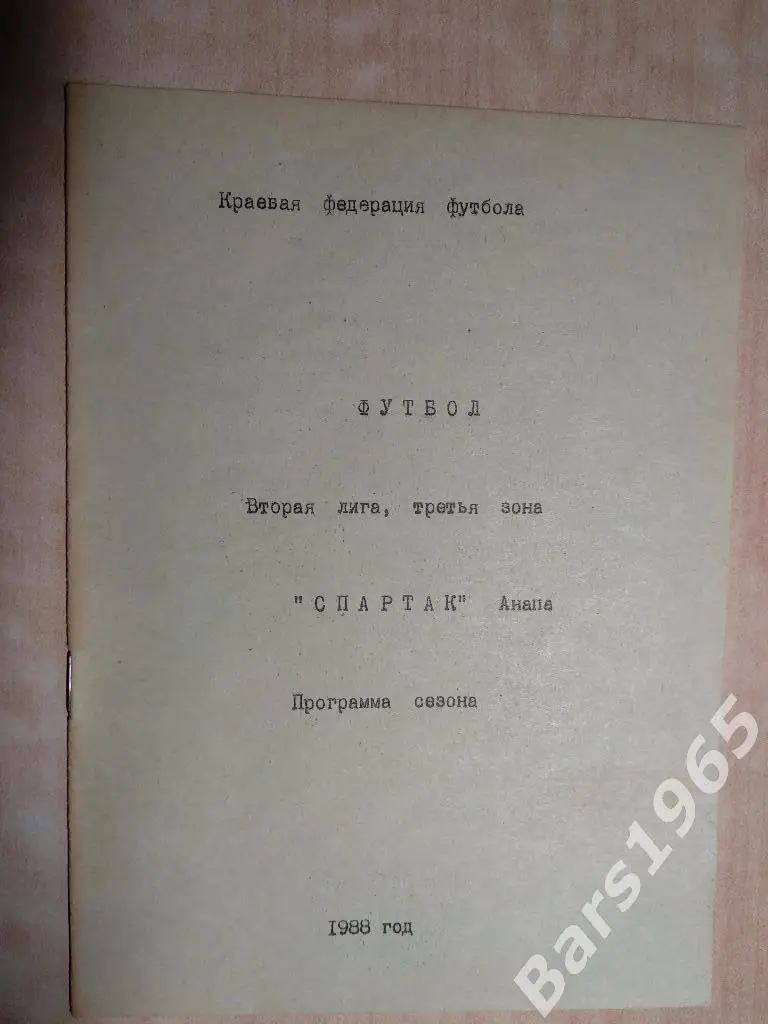 Краевая федерация футбола
ФУТБОЛ
Вторая лига, третья зона
"СПАРТАК" Анапа
Программа сезона
1988 год
Bars1965